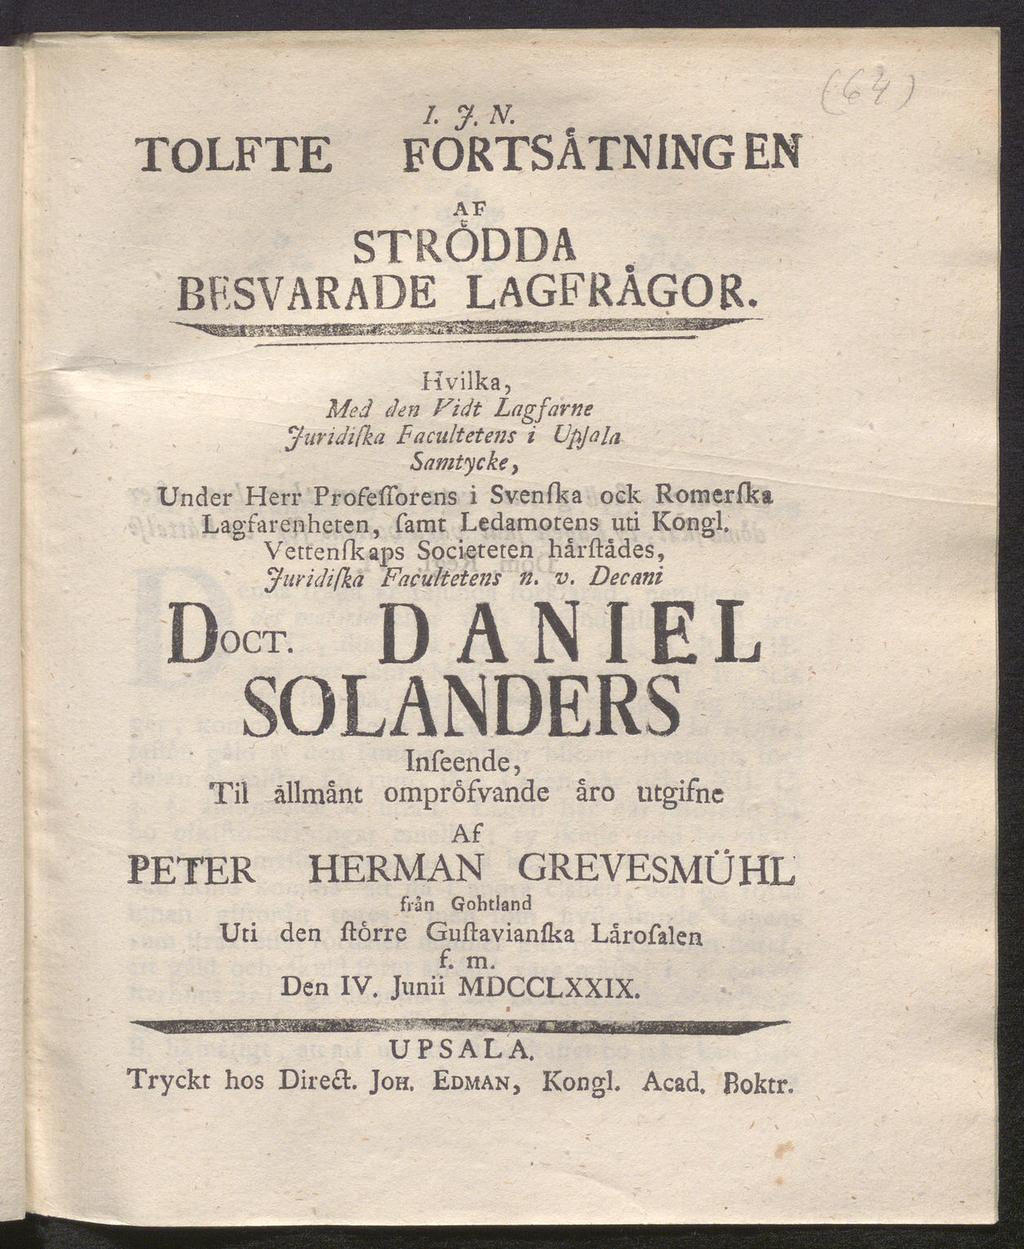 (64)
I. J. N.
TOLFTE FORTSÅTNINGEN
AF
STRÖDDA
BESVARADE LAGFRÅGOR.
Hvilka,
Med den Vidt Lagfarne
Juridiſka Facultetens i Upſala
Samtycke,
Under Herr Profeſſorens i Svenſka ock Romerſka
Lagfarenheten, ſamt Ledamotens uti Kongl.
Vettenſkaps Societeten hårſtådes,
Juridiſka Facultetens n. v. Decani
DOCT. DANIEL
SOLANDERS
Inſeende,
Til ållmånt omprôfvande åro utgifne
Af
PETER HERMAN GREVESMÜHL
från Gohtland
Uti den ſtôrre Guſtavianſka Låroſalen
f. m.
Den IV. Junii MDCCLXXIX.
UPSALA,
Tryckt hos Direct. JOH. EDMAN, Kongl. Acad. Boktr.